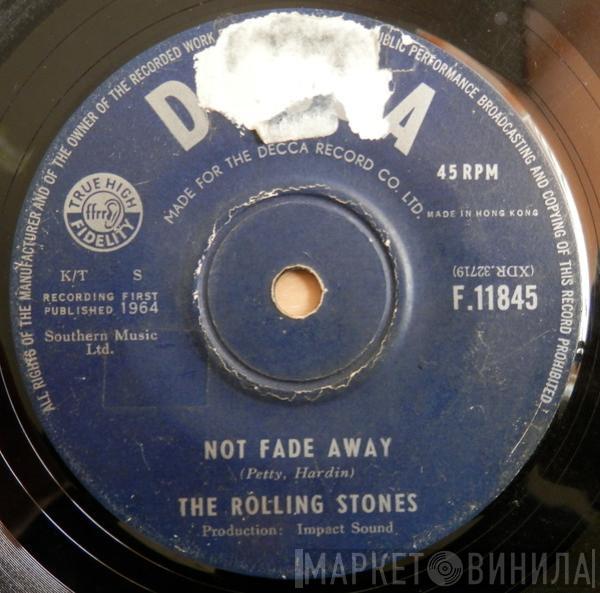 ALL RIGHTS OF THE MANUFACTURER AND OF THE OWNER OF THE RECORDED WORK
PUBLIC PERFORMANCE BROADCASTING AND COPYING OF THIS RECORD PROHIBITED
MADE FOR THE DECCA RECORD CO. LTD.
45 RPM
MADE IN HONG KONG
TRUE HIGH
ffrr
FIDELITY
(XDR.32719)
K/T S
F.11845
RECORDING FIRST
PUBLISHED 1964
Southern Music
Ltd.
NOT FADE AWAY
(Petty, Hardin)
THE ROLLING STONES
Production: Impact Sound
МАРКЕТ ВИНИЛА